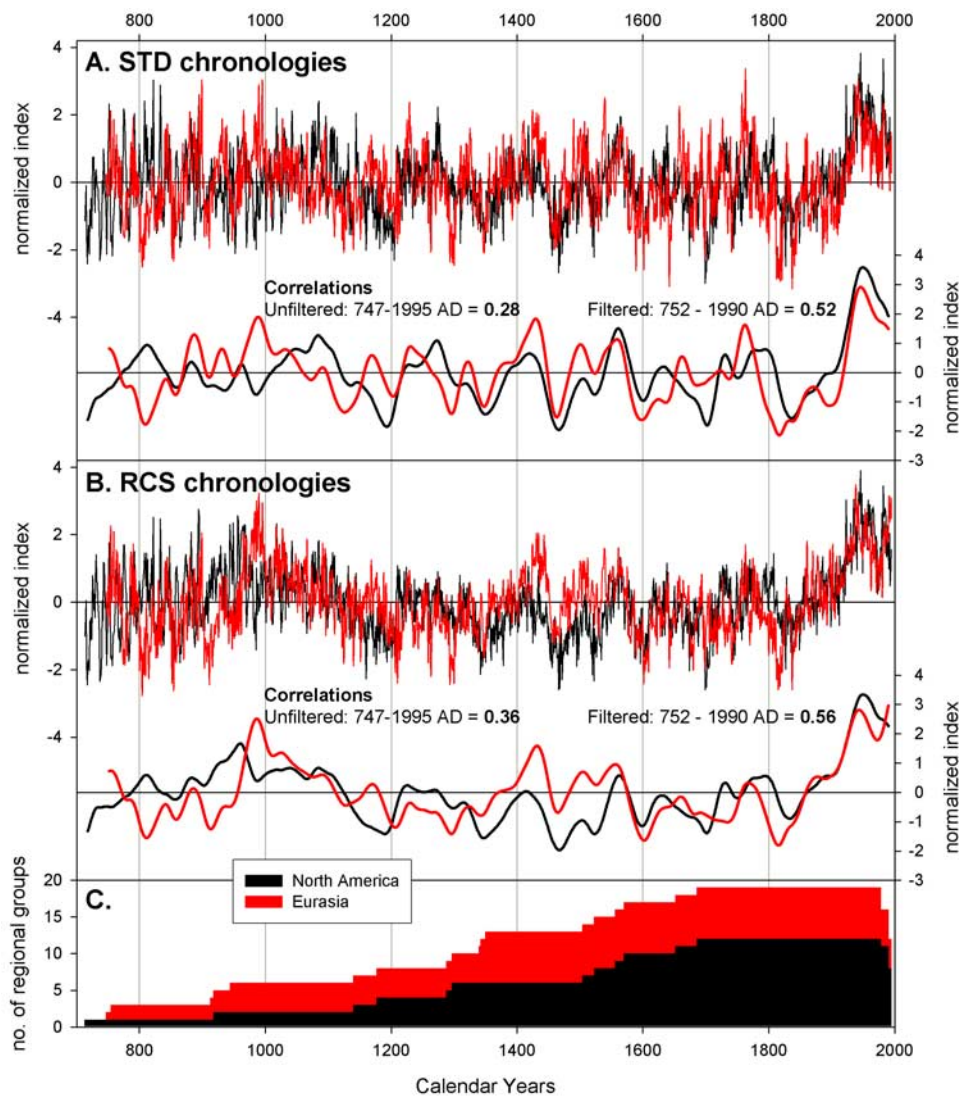 800 1000 1200 1400 1600 1800 2000
A. STD chronologies
normalized index
4
2
0
-2
-4
Correlations
Unfiltered: 747-1995 AD = 0.28 Filtered: 752 - 1990 AD = 0.52
4
3
2
1
0
-1
-2
-3
normalized index
B. RCS chronologies
normalized index
4
2
0
-2
-4
Correlations
Unfiltered: 747-1995 AD = 0.36 Filtered: 752 - 1990 AD = 0.56
4
3
2
1
0
-1
-2
-3
normalized index
C.
North America
Eurasia
no. of regional groups
20
15
10
5
0
800 1000 1200 1400 1600 1800 2000
Calendar Years